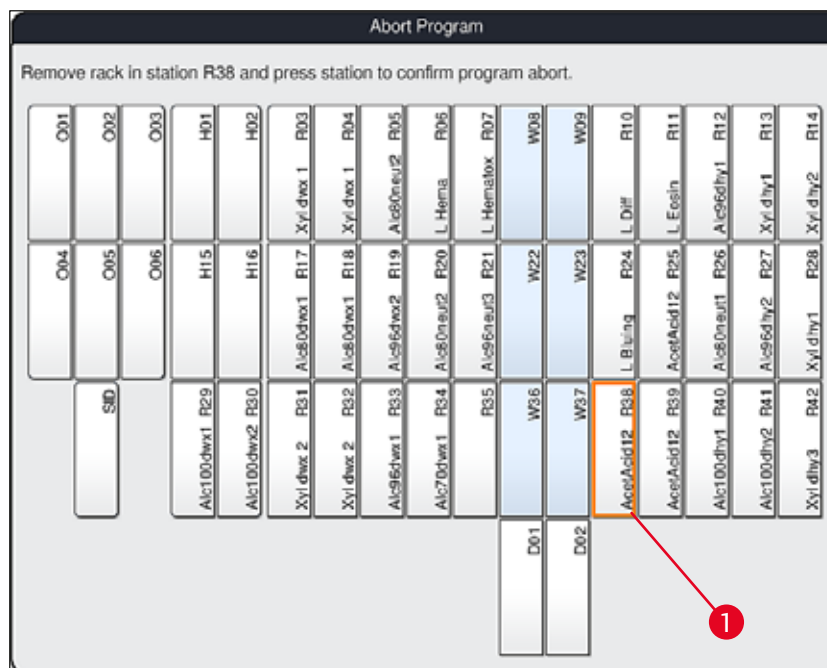 Abort Program
Remove rack in station R38 and press station to confirm program abort.
O01
O02
O03
H01
H02
Xyl dwx 1 R03
Xyl dwx 1 R04
Alc80neut2 R05
L Hema R06
L Hematox R07
W08
W09
L Diff R10
L Eosin R11
Alc96dhy1 R12
Xyl dhy1 R13
Xyl dhy2 R14
O04
O05
O06
H15
H16
Alc80dwx1 R17
Alc80dwx1 R18
Alc96dwx2 R19
Alc80neut2 R20
Alc96neut3 R21
W22
W23
L Bluing R24
AcetAcid12 R25
Alc80neut1 R26
Alc96dhy2 R27
Xyl dhy1 R28
SID
Alc100dwx1 R29
Alc100dwx2 R30
Xyl dwx 2 R31
Xyl dwx 2 R32
Alc96dwx1 R33
Alc70dwx1 R34
R35
W36
W37
AcetAcid12 R38
AcetAcid12 R39
Alc100dhy1 R40
Alc100dhy2 R41
Xyl dhy3 R42
D01
D02
1